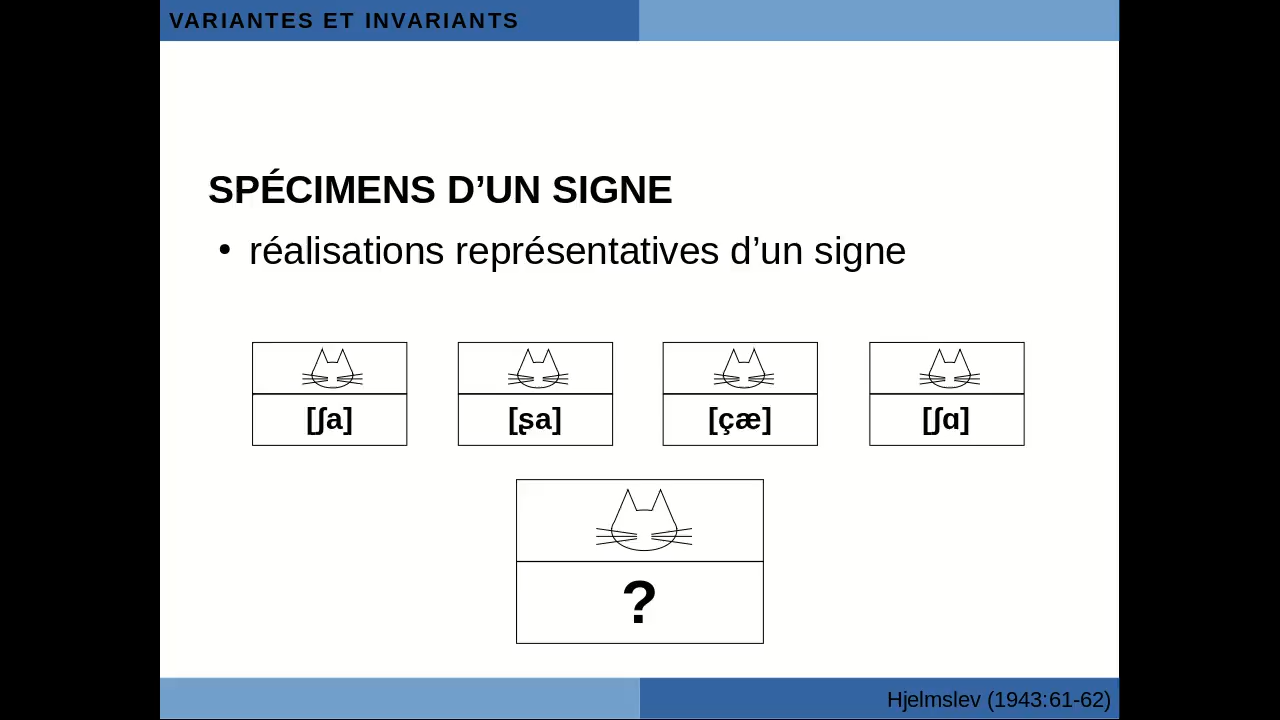 VARIANTES ET INVARIANTS
SPÉCIMENS D’UN SIGNE
• réalisations représentatives d’un signe
[ʃa] [ʂa] [çæ] [ʃɑ]
?
Hjelmslev (1943:61-62)